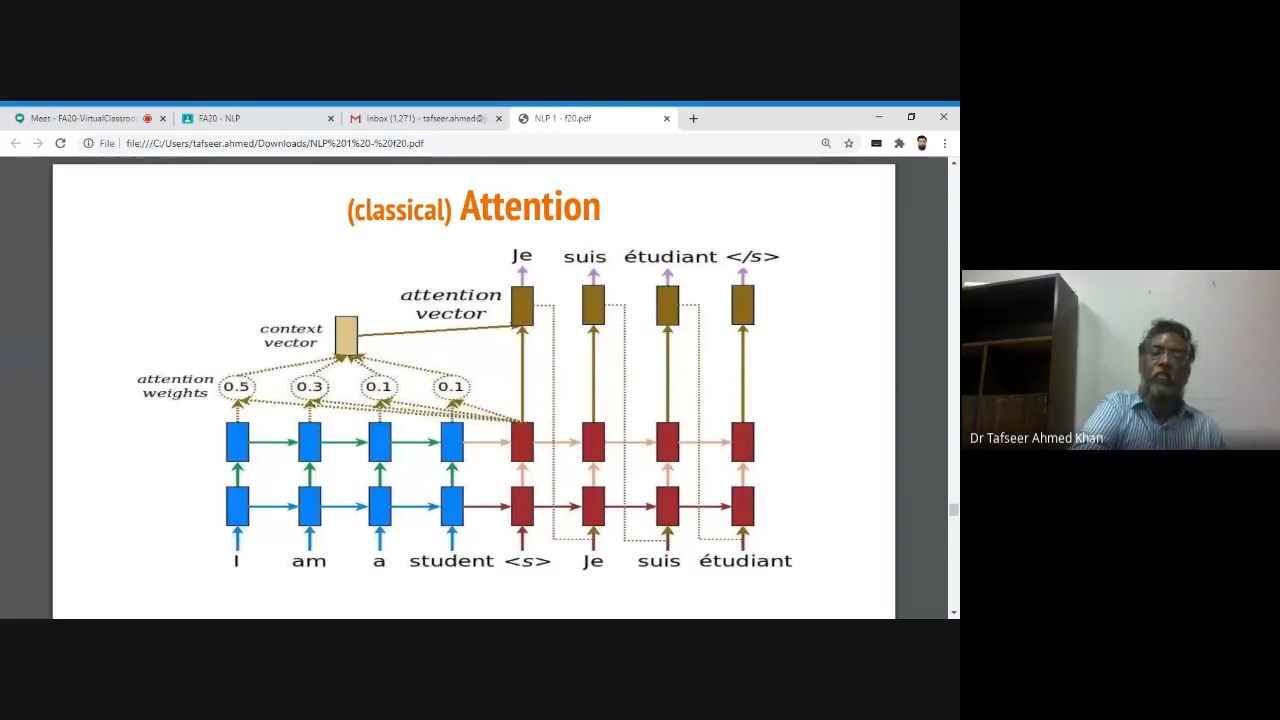 Meet - FA20-VirtualClassroo
FA20 - NLP
Inbox (1,271) - tafseer.ahmed@j
NLP 1 - f20.pdf
File
file:///C:/Users/tafseer.ahmed/Downloads/NLP%201%20-%20f20.pdf
(classical) Attention
Je suis étudiant </s>
attention
vector
context
vector
attention
weights
0.5 0.3 0.1 0.1
I am a student <s> Je suis étudiant
Dr Tafseer Ahmed Khan